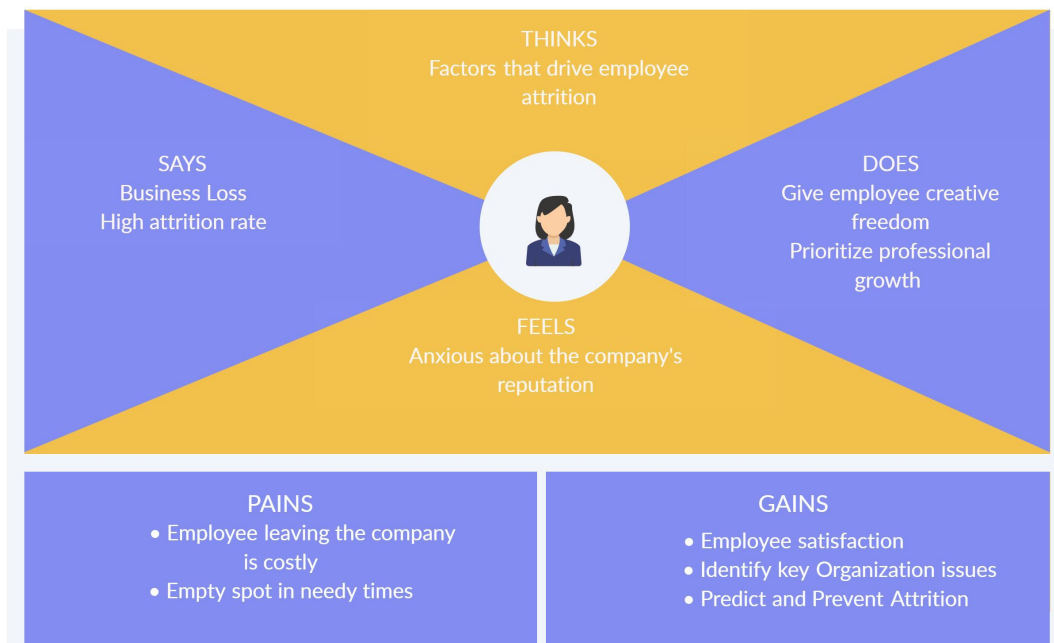 THINKS
Factors that drive employee
attrition
SAYS
Business Loss
High attrition rate
DOES
Give employee creative
freedom
Prioritize professional
growth
FEELS
Anxious about the company's
reputation
PAINS
• Employee leaving the company
is costly
• Empty spot in needy times
GAINS
• Employee satisfaction
• Identify key Organization issues
• Predict and Prevent Attrition